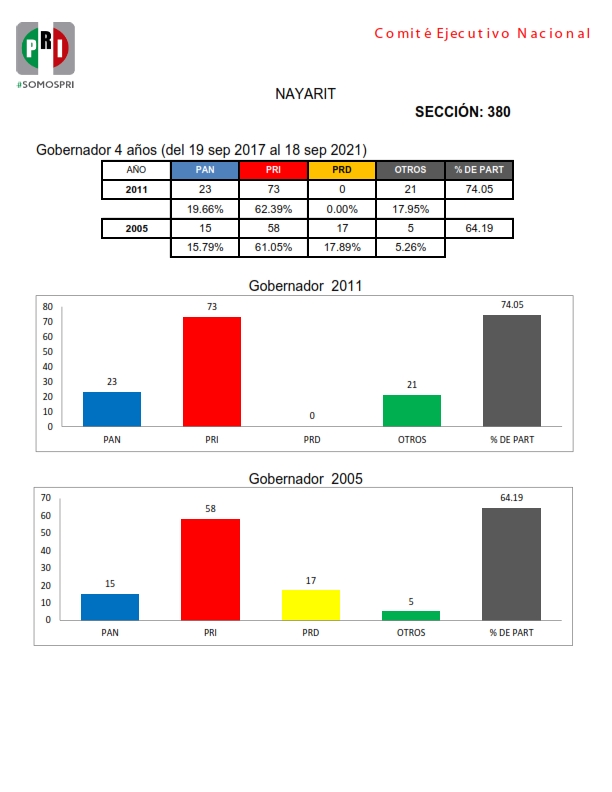 Comité Ejecutivo Nacional
PRI
#SOMOSPRI
NAYARIT
SECCIÓN: 380
Gobernador 4 años (del 19 sep 2017 al 18 sep 2021)
AÑO PAN PRI PRD OTROS % DE PART
2011 23 73 0 21 74.05
19.66% 62.39% 0.00% 17.95%
2005 15 58 17 5 64.19
15.79% 61.05% 17.89% 5.26%
Gobernador 2011
80
70
60
50
40
30
20
10
0
23
73
0
21
74.05
PAN PRI PRD OTROS % DE PART
Gobernador 2005
70
60
50
40
30
20
10
0
15
58
17
5
64.19
PAN PRI PRD OTROS % DE PART